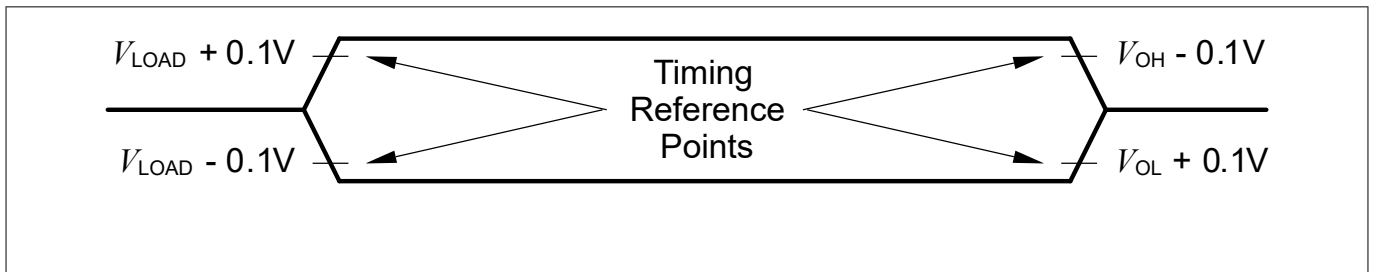 VLOAD + 0.1V
VLOAD - 0.1V
Timing
Reference
Points
VOH - 0.1V
VOL + 0.1V